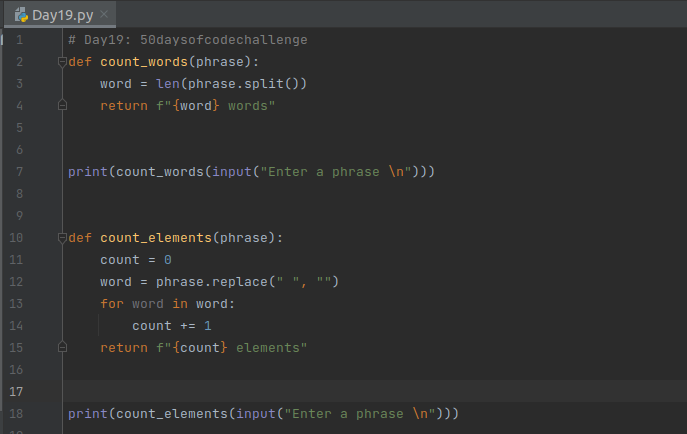 Day19.py
1 # Day19: 50daysofcodechallenge
2 def count_words(phrase):
3     word = len(phrase.split())
4     return f"{word} words"
5
6
7 print(count_words(input("Enter a phrase \n")))
8
9
10 def count_elements(phrase):
11     count = 0
12     word = phrase.replace(" ", "")
13     for word in word:
14         count += 1
15     return f"{count} elements"
16
17
18 print(count_elements(input("Enter a phrase \n")))